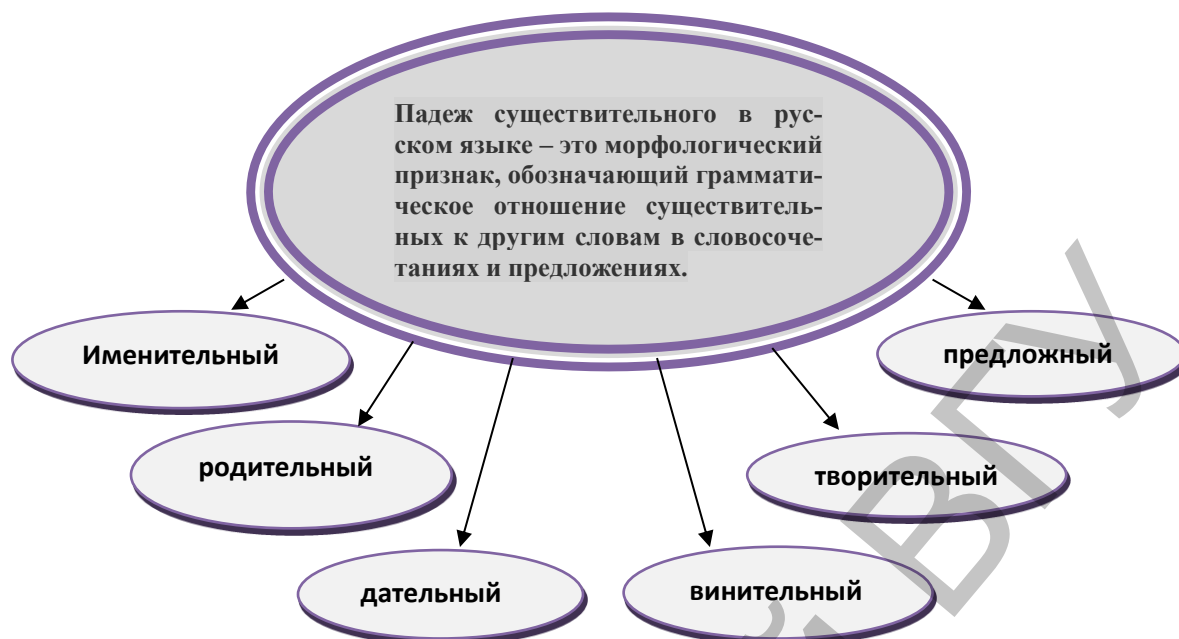 Падеж существительного в рус-
ском языке – это морфологический
признак, обозначающий граммати-
ческое отношение существитель-
ных к другим словам в словосоче-
таниях и предложениях.
Именительный
родительный
дательный
винительный
творительный
предложный
ВГУ